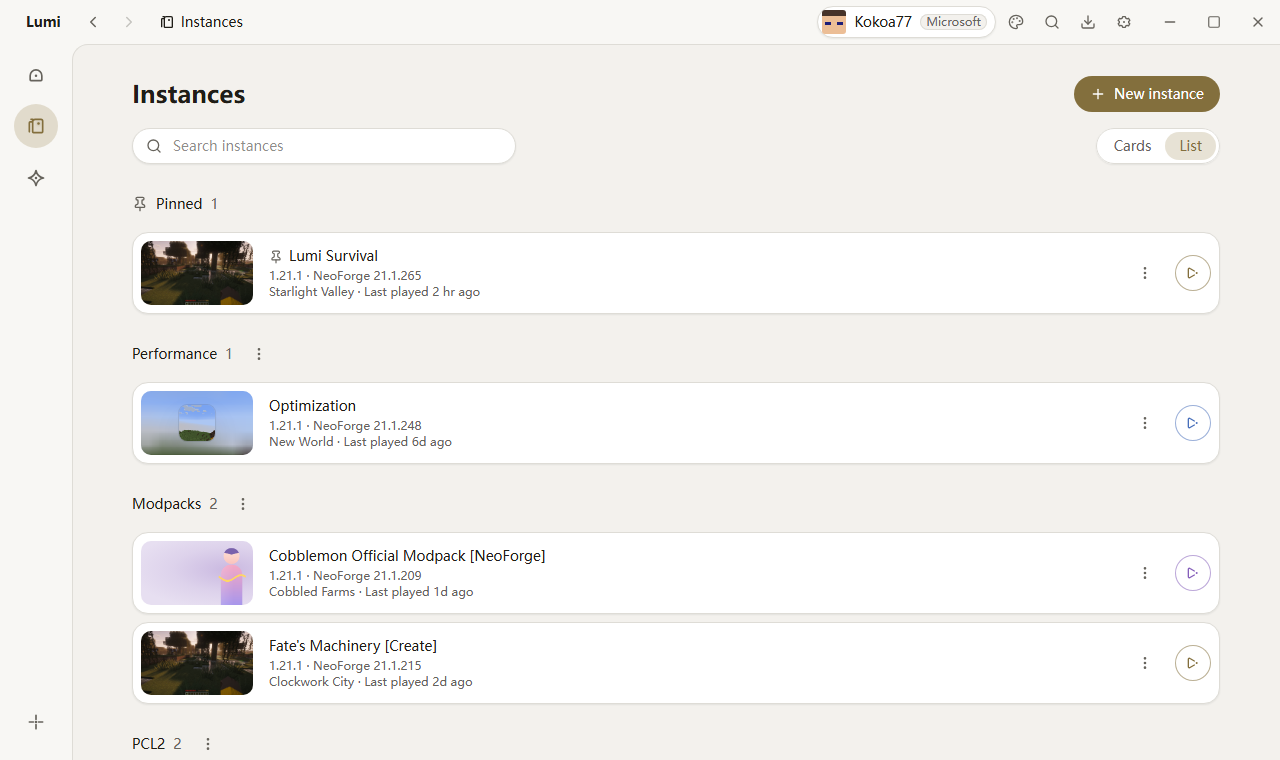 Lumi
Instances
Kokoa77 Microsoft
Instances
New instance
Search instances
Cards List
Pinned 1
Lumi Survival
1.21.1 · NeoForge 21.1.265
Starlight Valley · Last played 2 hr ago
Performance 1
Optimization
1.21.1 · NeoForge 21.1.248
New World · Last played 6d ago
Modpacks 2
Cobblemon Official Modpack [NeoForge]
1.21.1 · NeoForge 21.1.209
Cobbled Farms · Last played 1d ago
Fate's Machinery [Create]
1.21.1 · NeoForge 21.1.215
Clockwork City · Last played 2d ago
PCL2 2